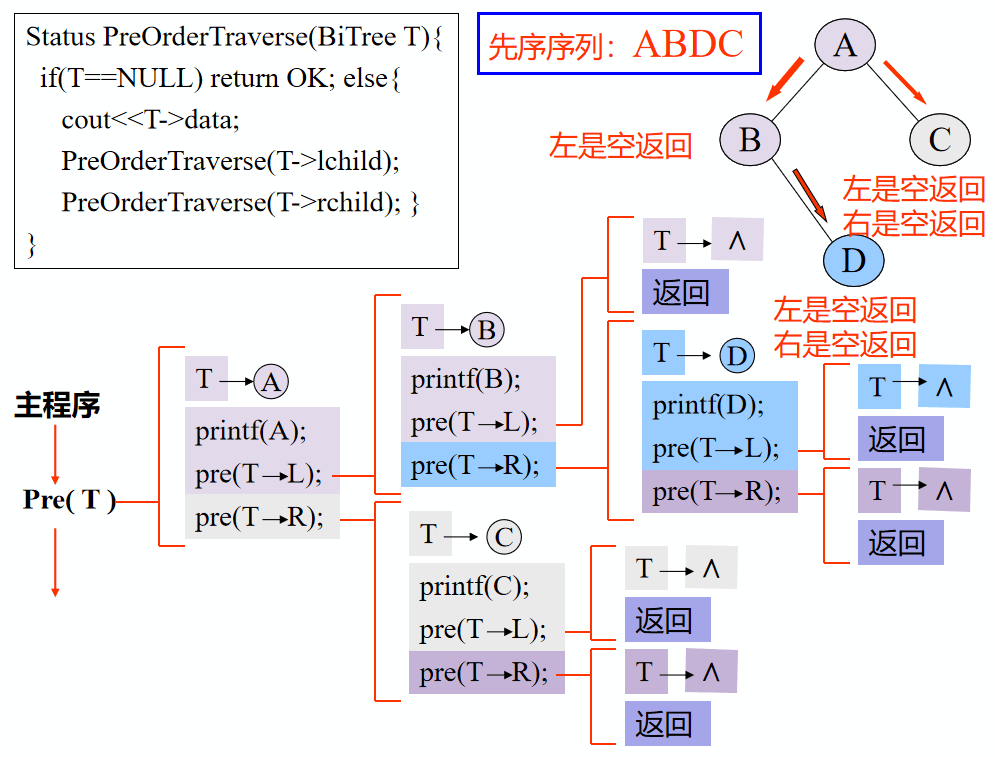 Status PreOrderTraverse(BiTree T){
if(T==NULL) return OK; else{
cout<<T->data;
PreOrderTraverse(T->lchild);
PreOrderTraverse(T->rchild); }
}
先序序列：ABDC
A
B
C
D
左是空返回
左是空返回
右是空返回
左是空返回
右是空返回
主程序
Pre( T )
T→A
printf(A);
pre(T→L);
pre(T→R);
T→B
printf(B);
pre(T→L);
pre(T→R);
T→∧
返回
T→D
printf(D);
pre(T→L);
pre(T→R);
T→∧
返回
T→∧
返回
T→C
printf(C);
pre(T→L);
pre(T→R);
T→∧
返回
T→∧
返回